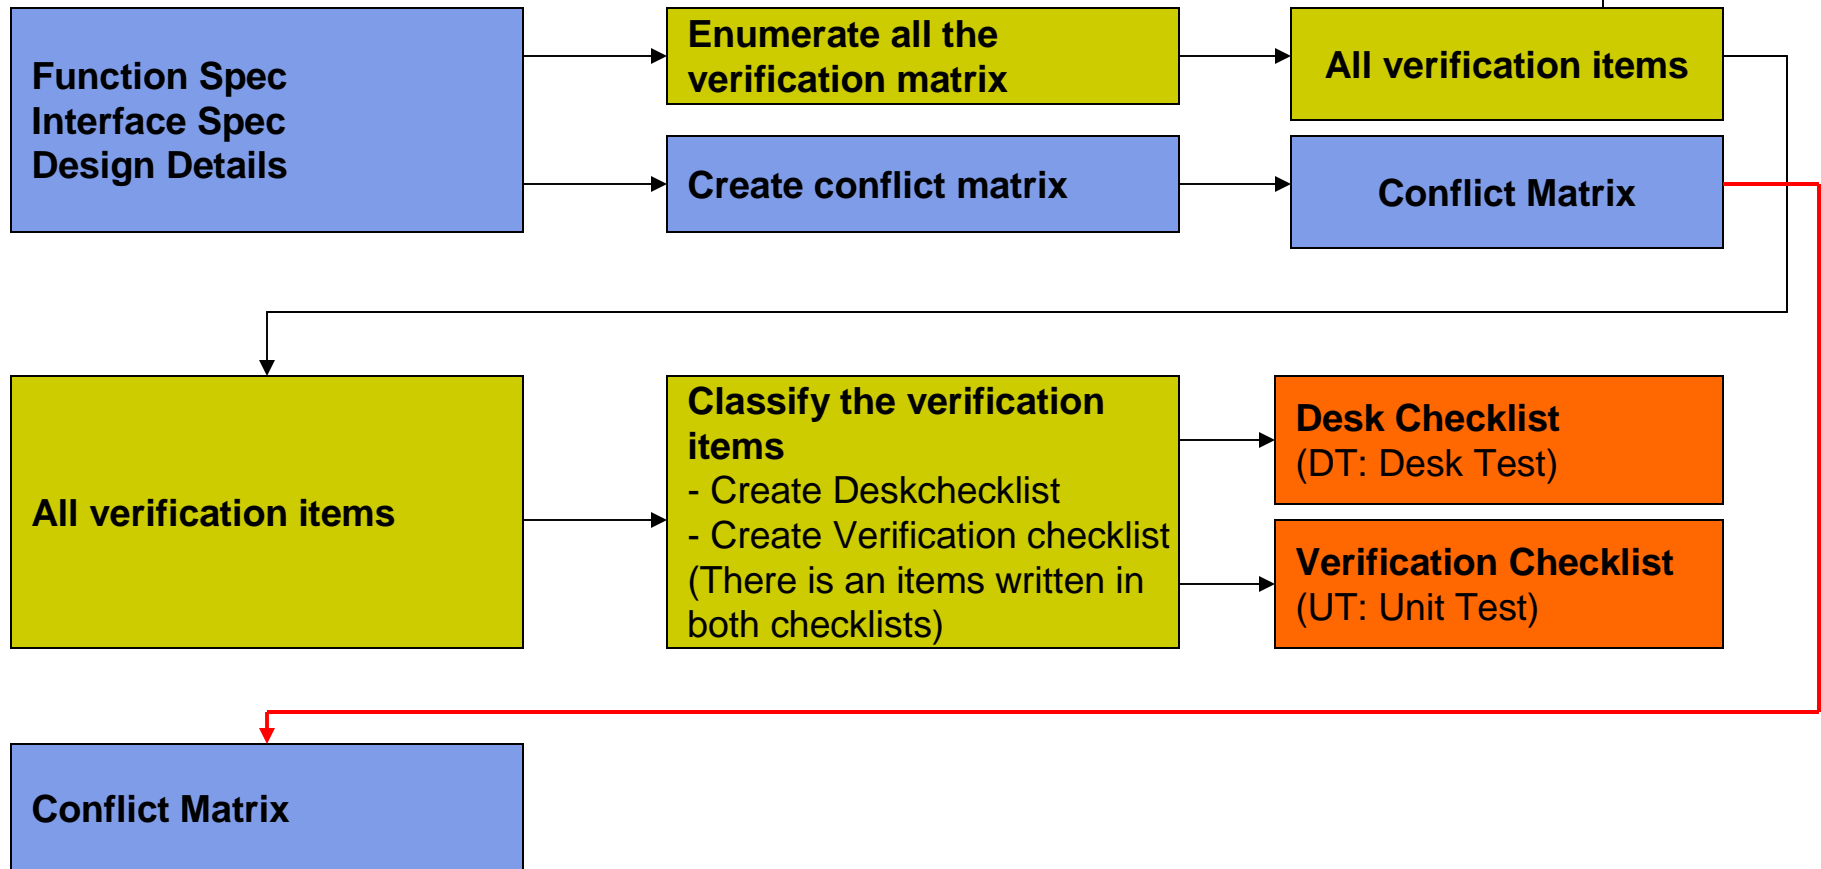 Function Spec
Interface Spec
Design Details
Enumerate all the
verification matrix
All verification items
Create conflict matrix
Conflict Matrix
All verification items
Classify the verification
items
- Create Deskchecklist
- Create Verification checklist
(There is an items written in
both checklists)
Desk Checklist
(DT: Desk Test)
Verification Checklist
(UT: Unit Test)
Conflict Matrix